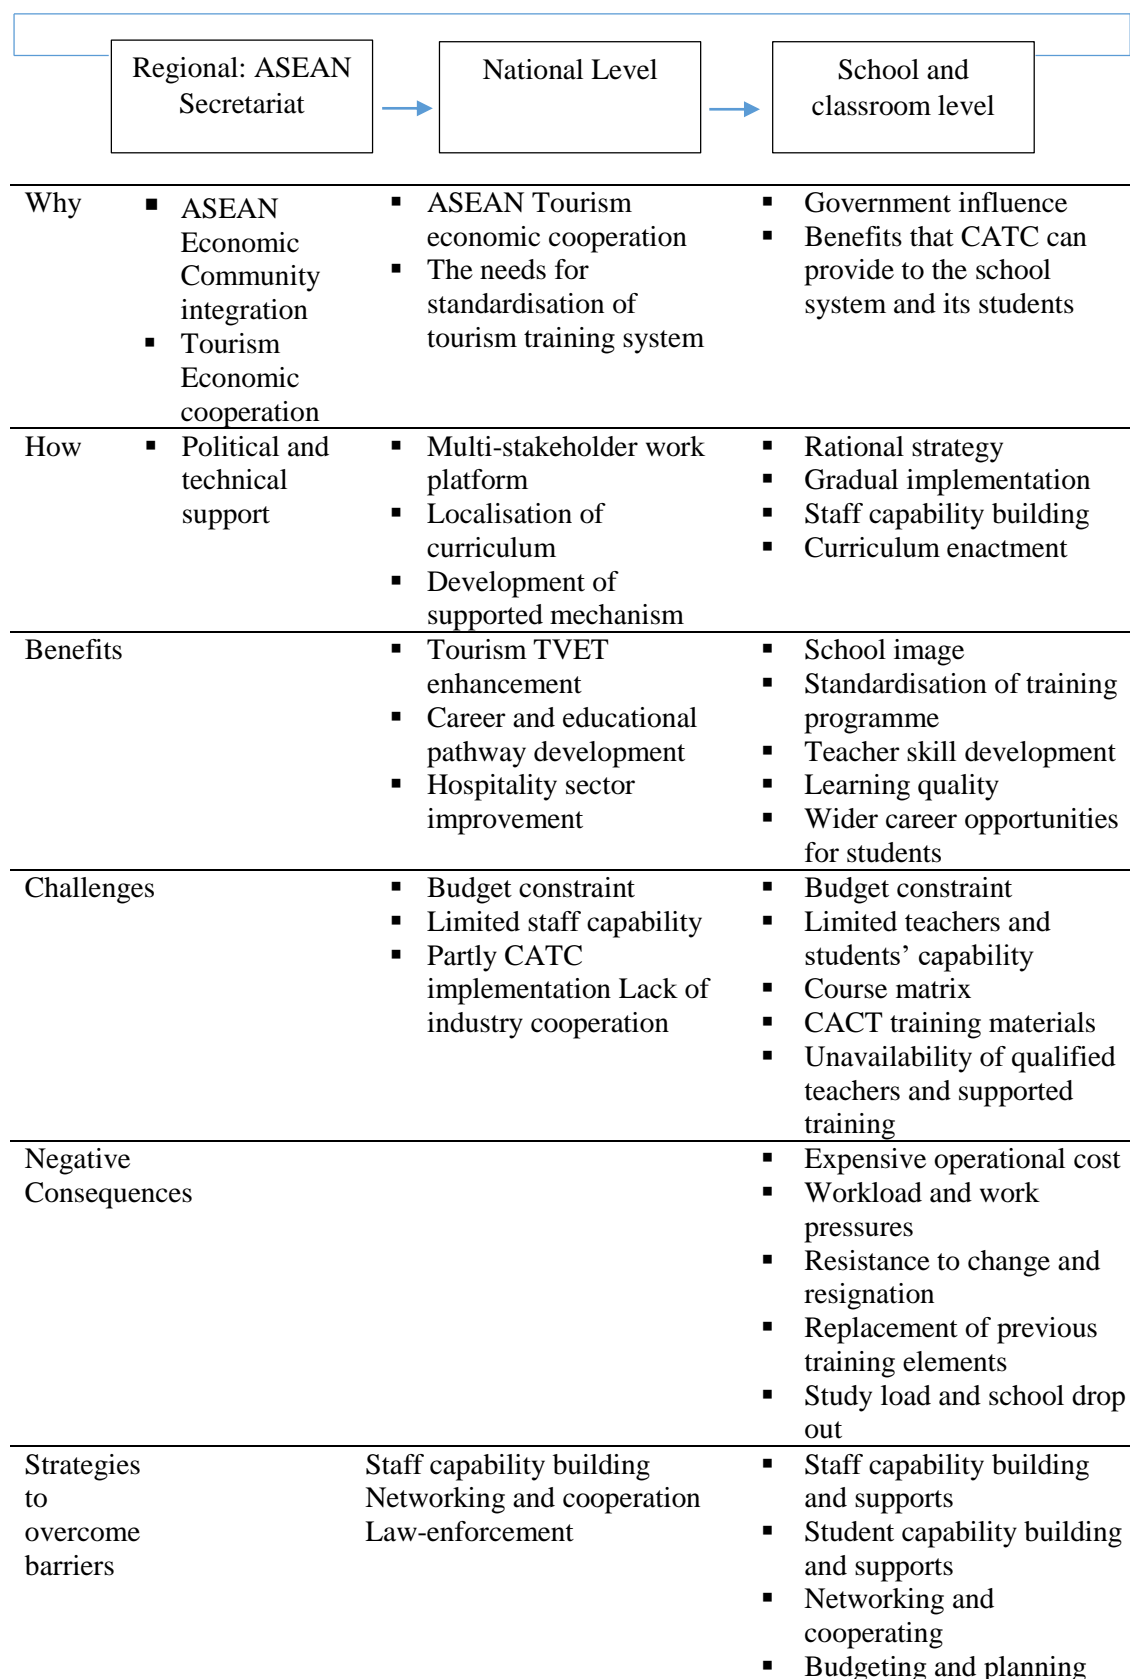 Regional: ASEAN
Secretariat
National Level
School and
classroom level
Why
▪ ASEAN
Economic
Community
integration
▪ Tourism
Economic
cooperation
▪ ASEAN Tourism
economic cooperation
▪ The needs for
standardisation of
tourism training system
▪ Government influence
▪ Benefits that CATC can
provide to the school
system and its students
How
▪ Political and
technical
support
▪ Multi-stakeholder work
platform
▪ Localisation of
curriculum
▪ Development of
supported mechanism
▪ Rational strategy
▪ Gradual implementation
▪ Staff capability building
▪ Curriculum enactment
Benefits
▪ Tourism TVET
enhancement
▪ Career and educational
pathway development
▪ Hospitality sector
improvement
▪ School image
▪ Standardisation of training
programme
▪ Teacher skill development
▪ Learning quality
▪ Wider career opportunities
for students
Challenges
▪ Budget constraint
▪ Limited staff capability
▪ Partly CATC
implementation Lack of
industry cooperation
▪ Budget constraint
▪ Limited teachers and
students’ capability
▪ Course matrix
▪ CACT training materials
▪ Unavailability of qualified
teachers and supported
training
Negative
Consequences
▪ Expensive operational cost
▪ Workload and work
pressures
▪ Resistance to change and
resignation
▪ Replacement of previous
training elements
▪ Study load and school drop
out
Strategies
to
overcome
barriers
Staff capability building
Networking and cooperation
Law-enforcement
▪ Staff capability building
and supports
▪ Student capability building
and supports
▪ Networking and
cooperating
▪ Budgeting and planning